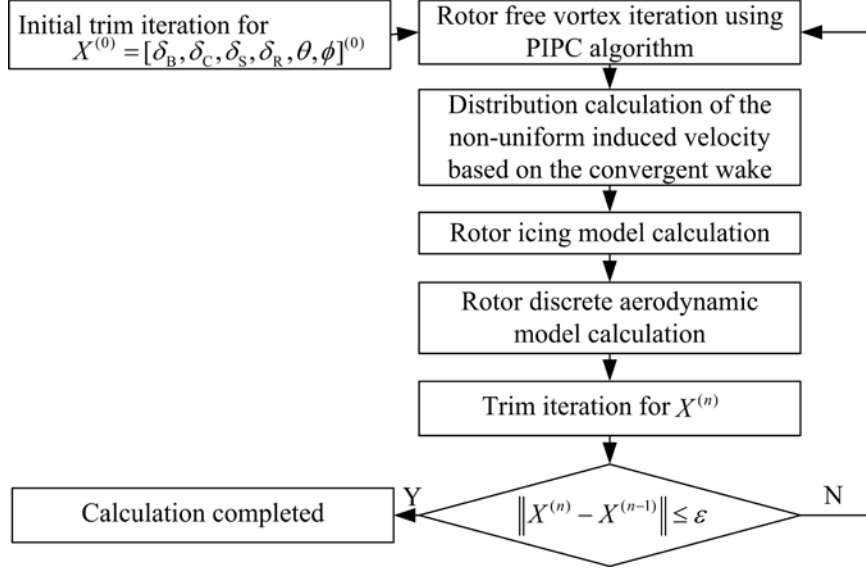 Initial trim iteration for
X^(0) = [δ_B, δ_C, δ_S, δ_R, θ, ϕ]^(0)
Rotor free vortex iteration using
PIPC algorithm
Distribution calculation of the
non-uniform induced velocity
based on the convergent wake
Rotor icing model calculation
Rotor discrete aerodynamic
model calculation
Trim iteration for X^(n)
‖X^(n) − X^(n−1)‖ ≤ ε
Y
N
Calculation completed